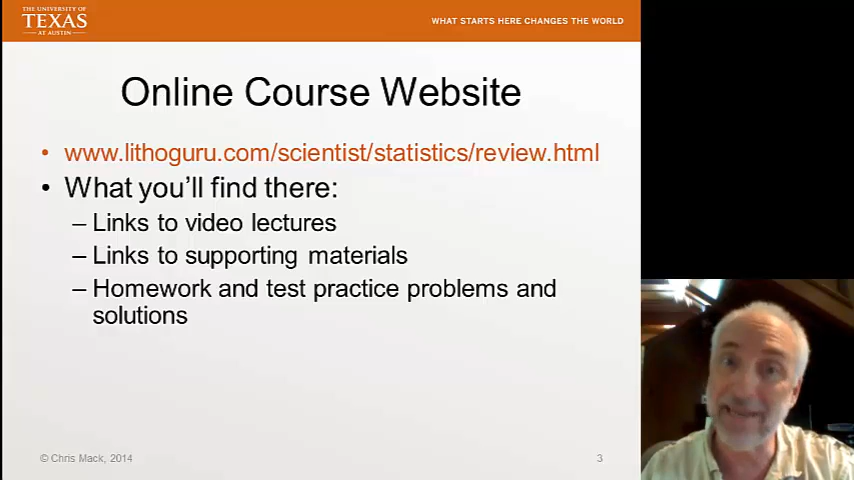 THE UNIVERSITY OF
TEXAS
AT AUSTIN
WHAT STARTS HERE CHANGES THE WORLD
Online Course Website
• www.lithoguru.com/scientist/statistics/review.html
• What you'll find there:
– Links to video lectures
– Links to supporting materials
– Homework and test practice problems and
solutions
© Chris Mack, 2014
3